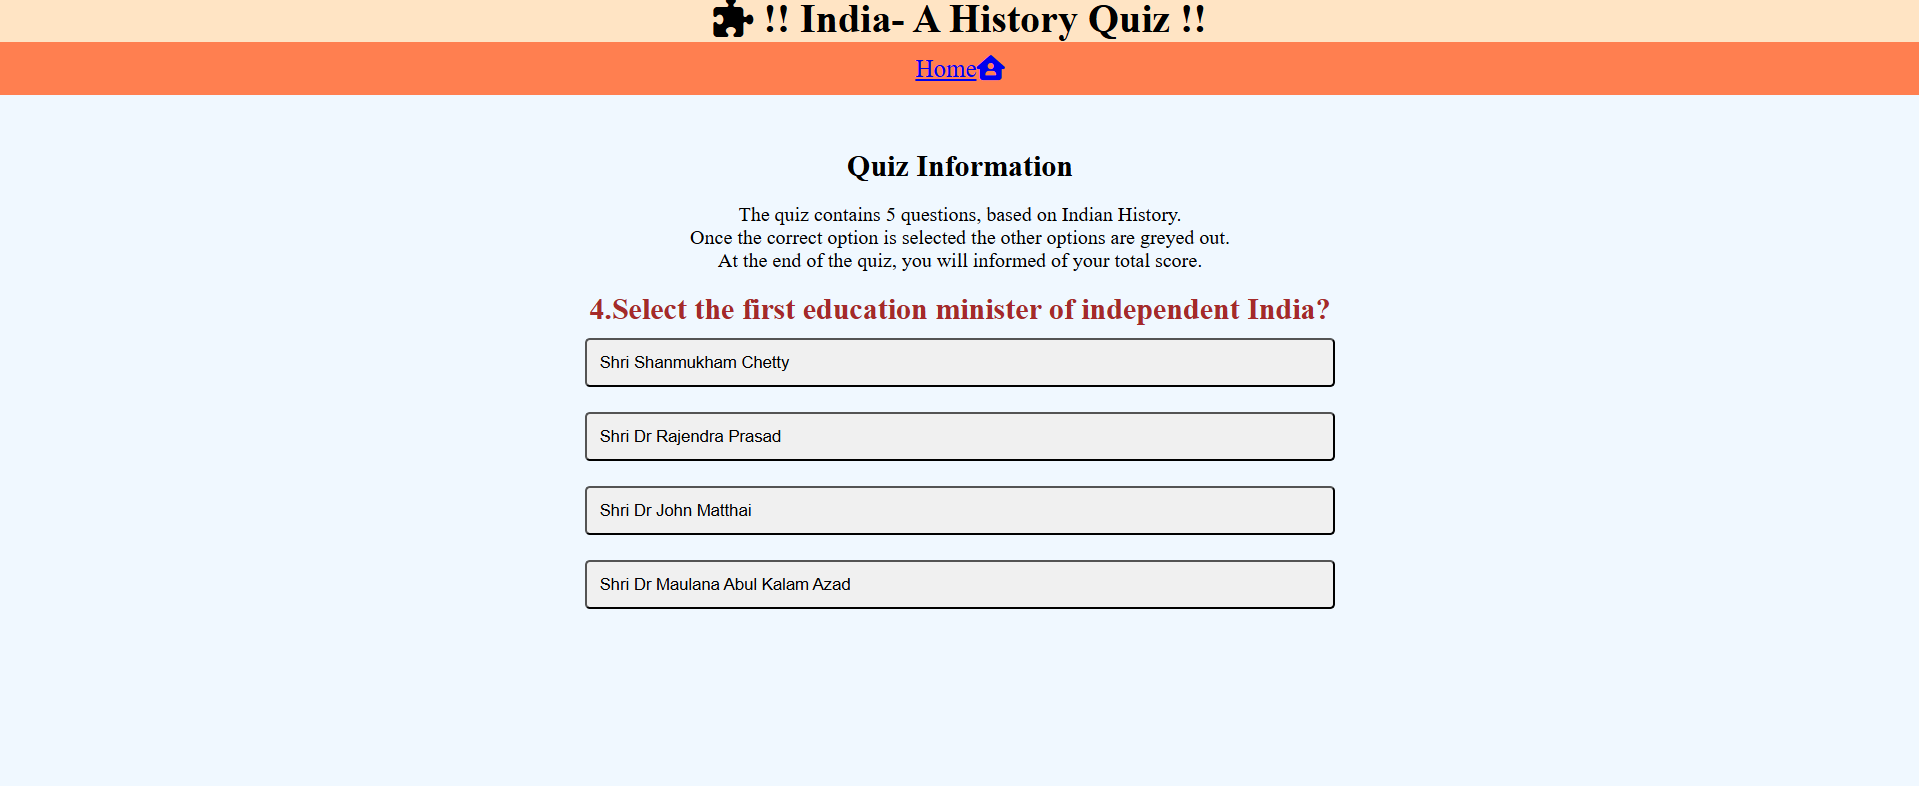 !! India- A History Quiz !!
Home
Quiz Information
The quiz contains 5 questions, based on Indian History.
Once the correct option is selected the other options are greyed out.
At the end of the quiz, you will informed of your total score.
4.Select the first education minister of independent India?
Shri Shanmukham Chetty
Shri Dr Rajendra Prasad
Shri Dr John Matthai
Shri Dr Maulana Abul Kalam Azad